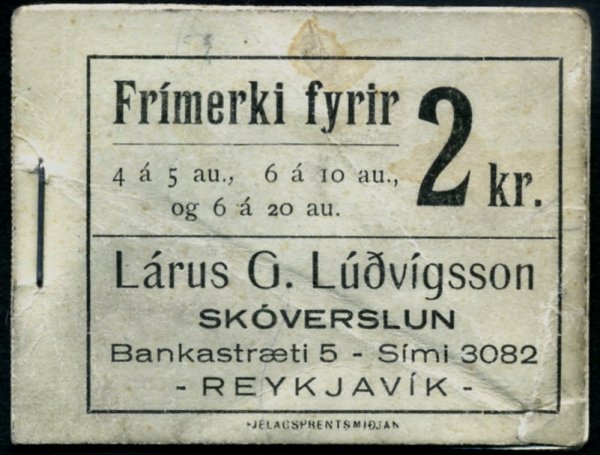 Frímerki fyrir 2 kr.
4 á 5 au., 6 á 10 au.,
og 6 á 20 au.
Lárus G. Lúðvígsson
SKÓVERSLUN
Bankastræti 5 - Sími 3082
- REYKJAVÍK -
FJELAGSPRENTSMIÐJAN